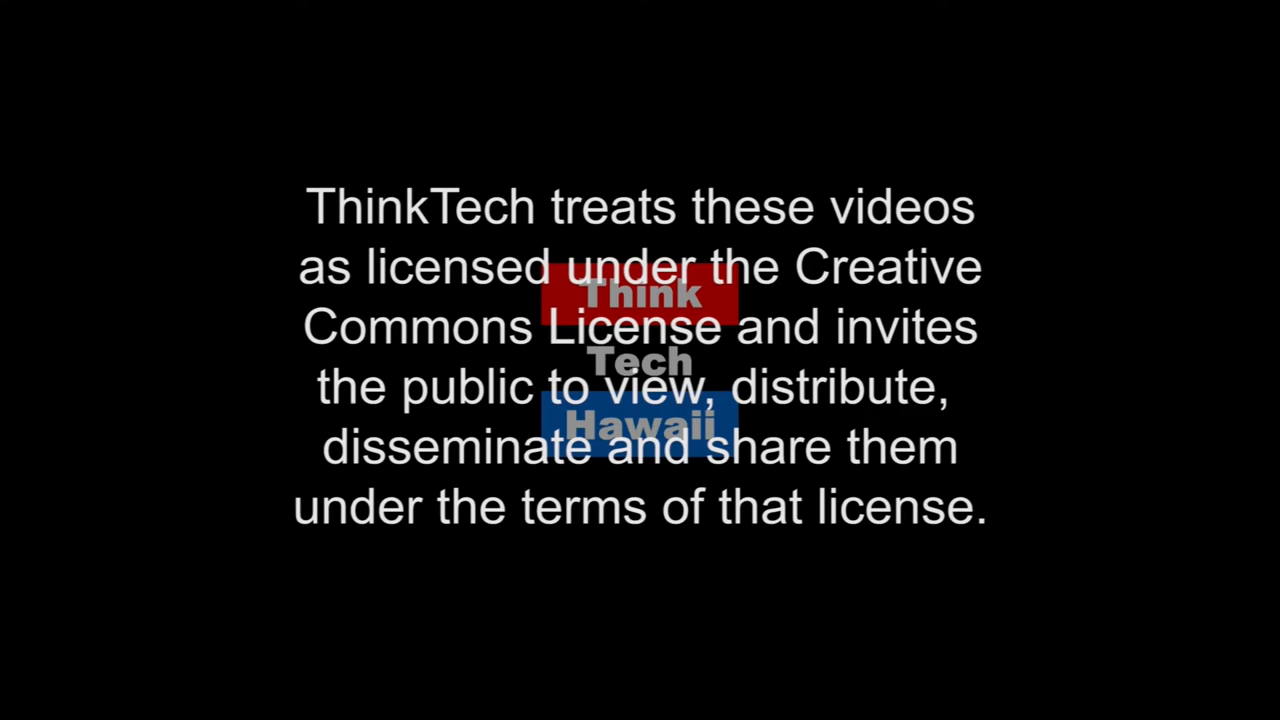 ThinkTech treats these videos
as licensed under the Creative
Think
Commons License and invites
Tech
the public to view, distribute,
Hawaii
disseminate and share them
under the terms of that license.